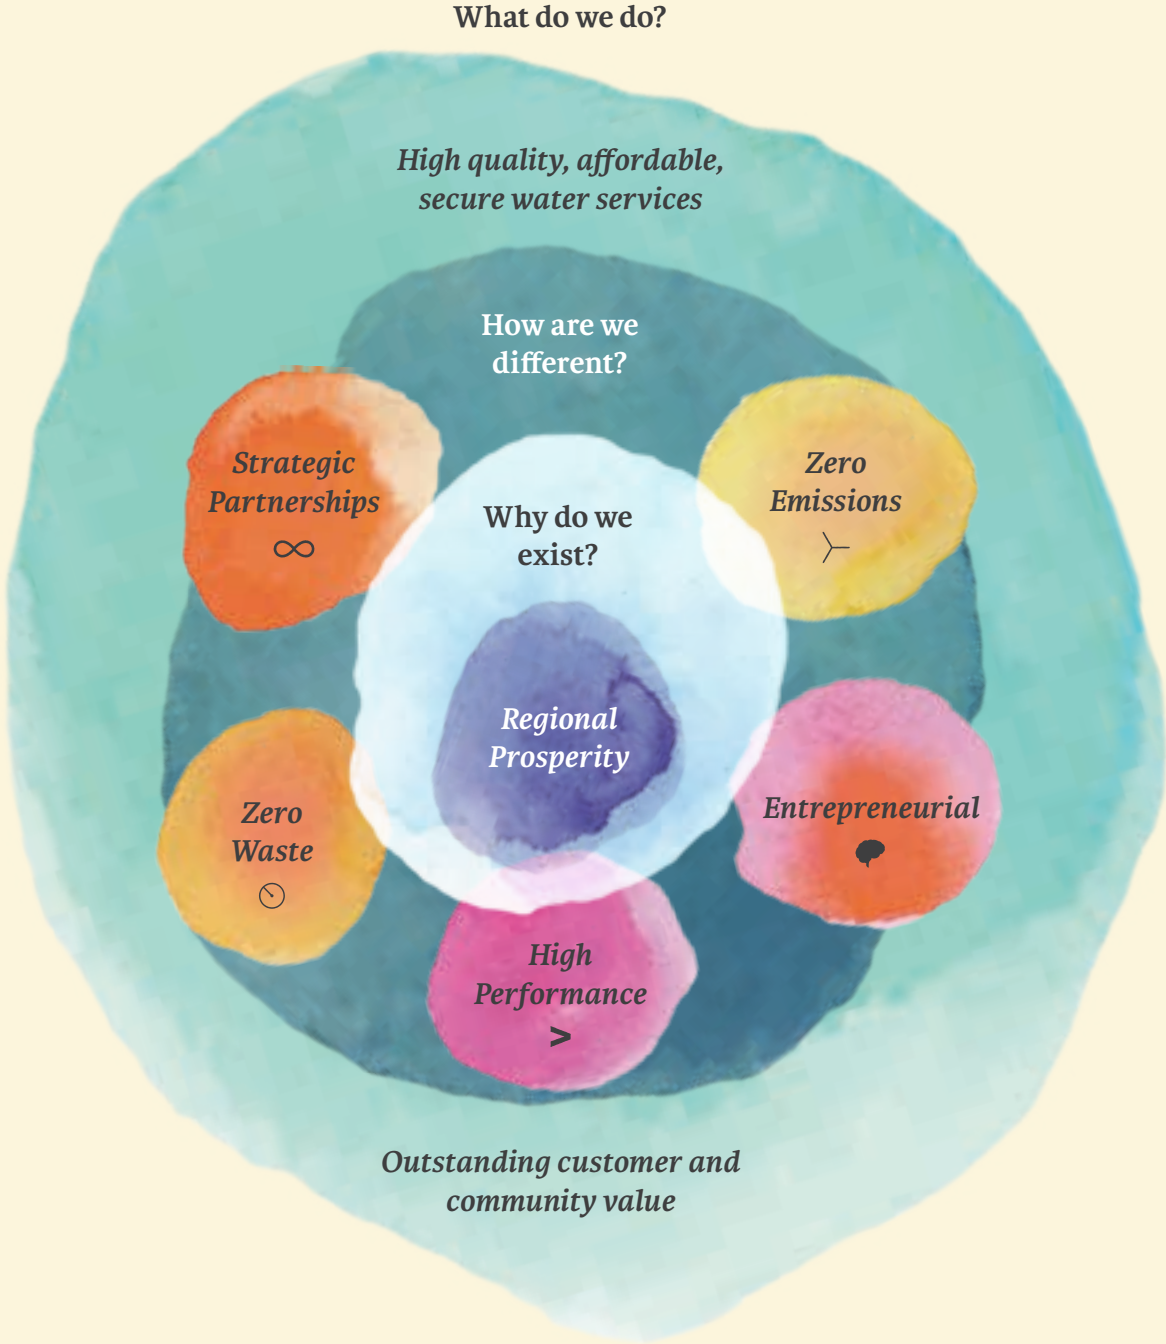 What do we do?
High quality, affordable,
secure water services
How are we
different?
Strategic
Partnerships
Zero
Emissions
Why do we
exist?
Regional
Prosperity
Zero
Waste
Entrepreneurial
High
Performance
>
Outstanding customer and
community value